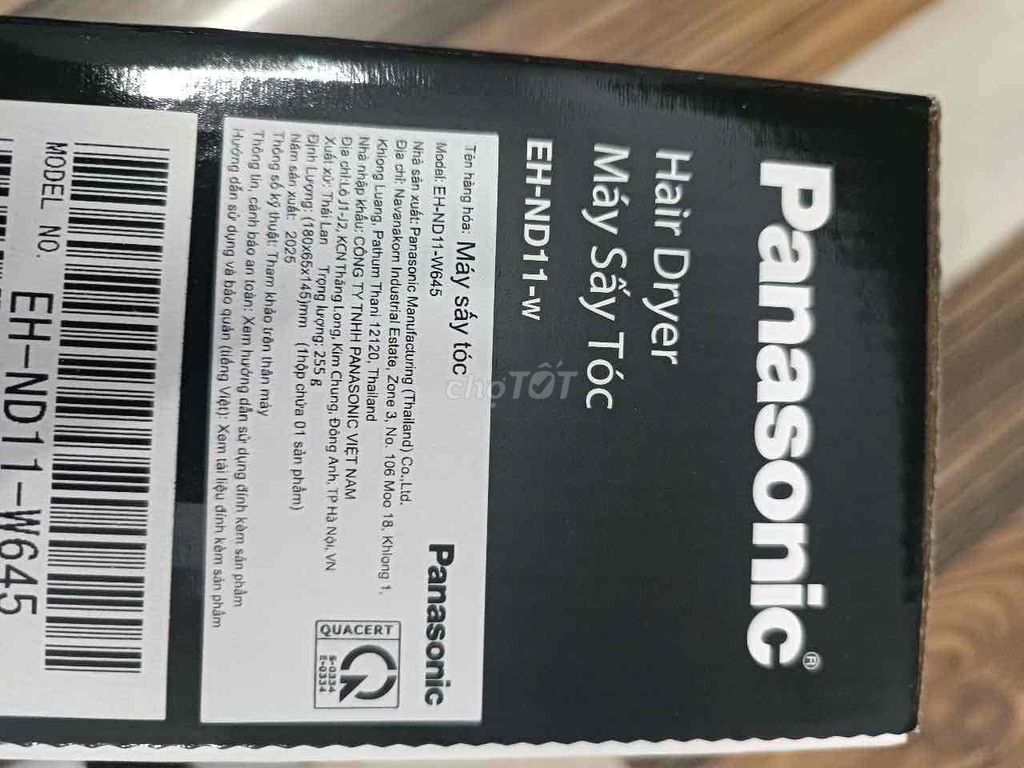 Panasonic®
Hair Dryer
Máy Sấy Tóc
EH-ND11-W
Tên hàng hóa: Máy sấy tóc
Panasonic
Model: EH-ND11-W645
Nhà sản xuất: Panasonic Manufacturing (Thailand) Co.,Ltd.
Địa chỉ: Navanakorn Industrial Estate, Zone 3, No. 106 Moo 18, Khlong 1,
Khlong Luang, Pathum Thani 12120, Thailand
Nhà nhập khẩu: CÔNG TY TNHH PANASONIC VIỆT NAM
Địa chỉ:Lô J1-J2, KCN Thăng Long, Kim Chung, Đông Anh, TP Hà Nội, VN
Xuất xứ: Thái Lan Trọng lượng: 255 g
Định Lượng: (180x65x145)mm (1hộp chứa 01 sản phẩm)
Năm sản xuất: 2025
Thông số kỹ thuật: Tham khảo trên thân máy
Thông tin, cảnh báo an toàn: Xem hướng dẫn sử dụng đính kèm sản phẩm
Hướng dẫn sử dụng và bảo quản (tiếng Việt): Xem tài liệu đính kèm sản phẩm
QUACERT
S-0334
E-0334
MODEL NO. EH-ND11-W645
chợTỐT